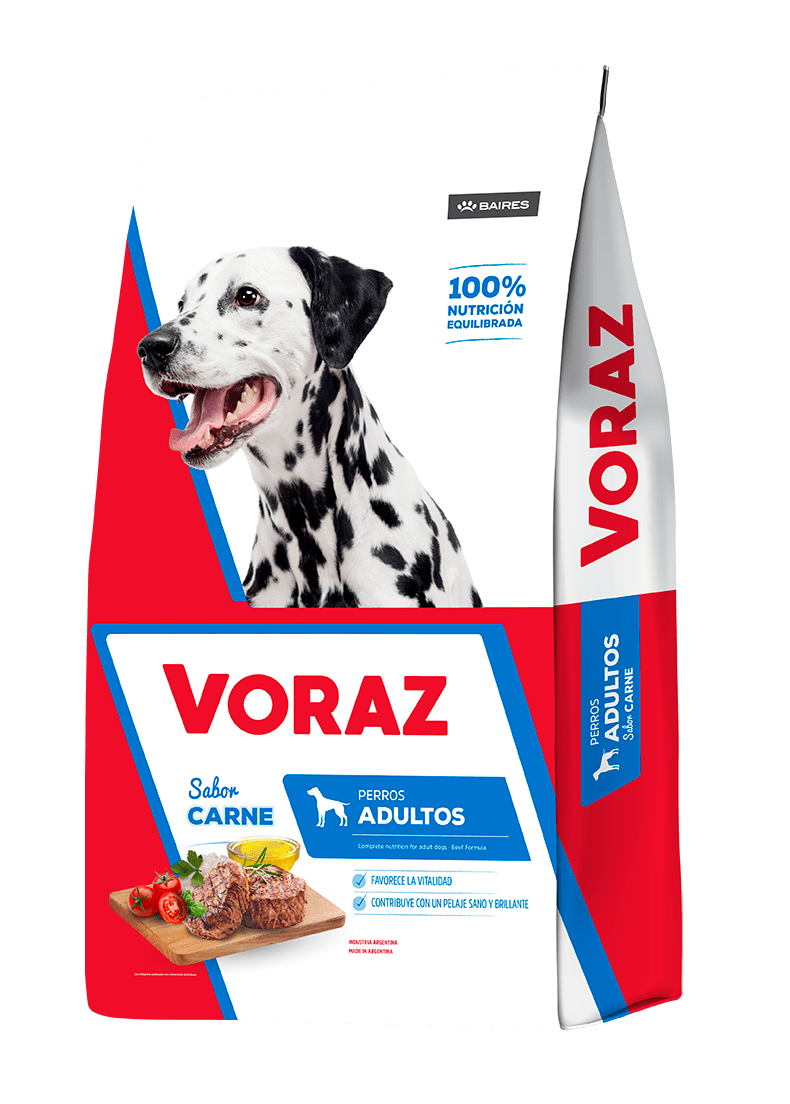 BAIRES
100%
NUTRICIÓN
EQUILIBRADA
VORAZ
Sabor
CARNE
PERROS
ADULTOS
Complete nutrition for adult dogs - Beef Formula
FAVORECE LA VITALIDAD
CONTRIBUYE CON UN PELAJE SANO Y BRILLANTE
INDUSTRIA ARGENTINA
MADE IN ARGENTINA
VORAZ
PERROS
ADULTOS
Sabor CARNE